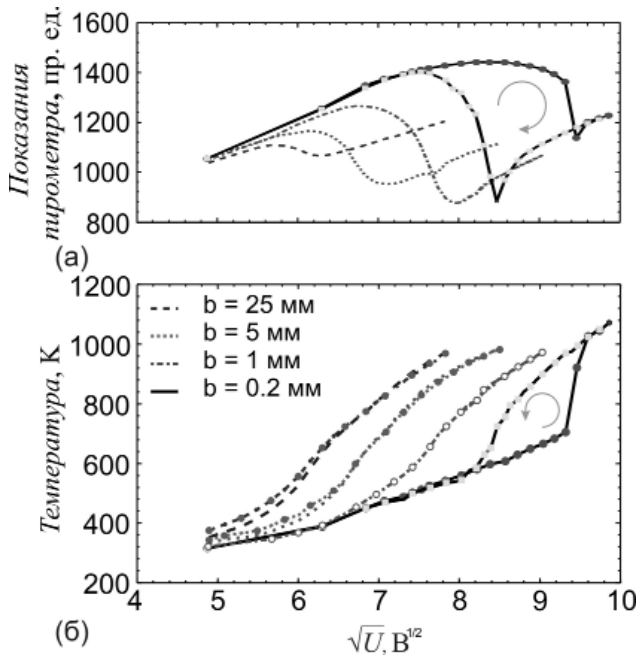 1600
1400
1200
1000
800
Показания
пирометра, пр. ед.
(а)
1200
1000
800
600
400
200
Температура, К
b = 25 мм
b = 5 мм
b = 1 мм
b = 0.2 мм
(б)
4 5 6 7 8 9 10
√U, В^1/2